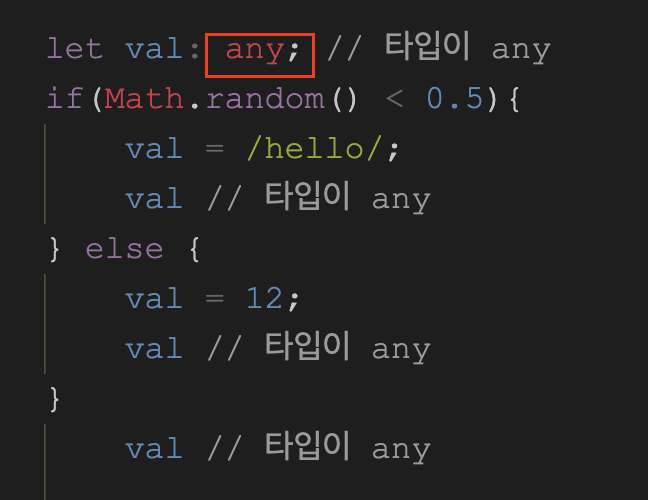 let val: any; // 타입이 any
if(Math.random() < 0.5){
    val = /hello/;
    val // 타입이 any
} else {
    val = 12;
    val // 타입이 any
}
    val // 타입이 any